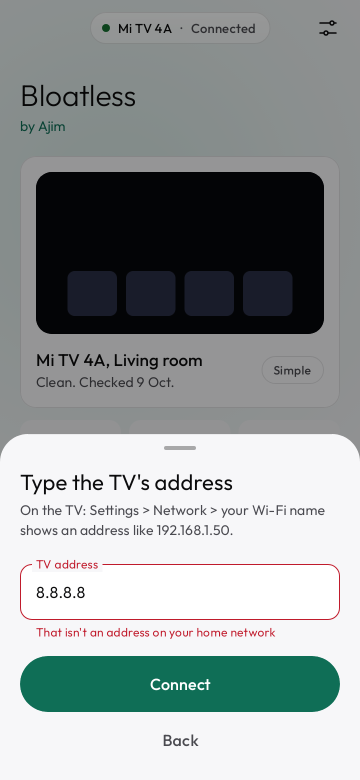 Mi TV 4A · Connected
Bloatless
by Ajim
Mi TV 4A, Living room
Clean. Checked 9 Oct.
Simple
Type the TV's address
On the TV: Settings > Network > your Wi-Fi name
shows an address like 192.168.1.50.
TV address
8.8.8.8
That isn't an address on your home network
Connect
Back